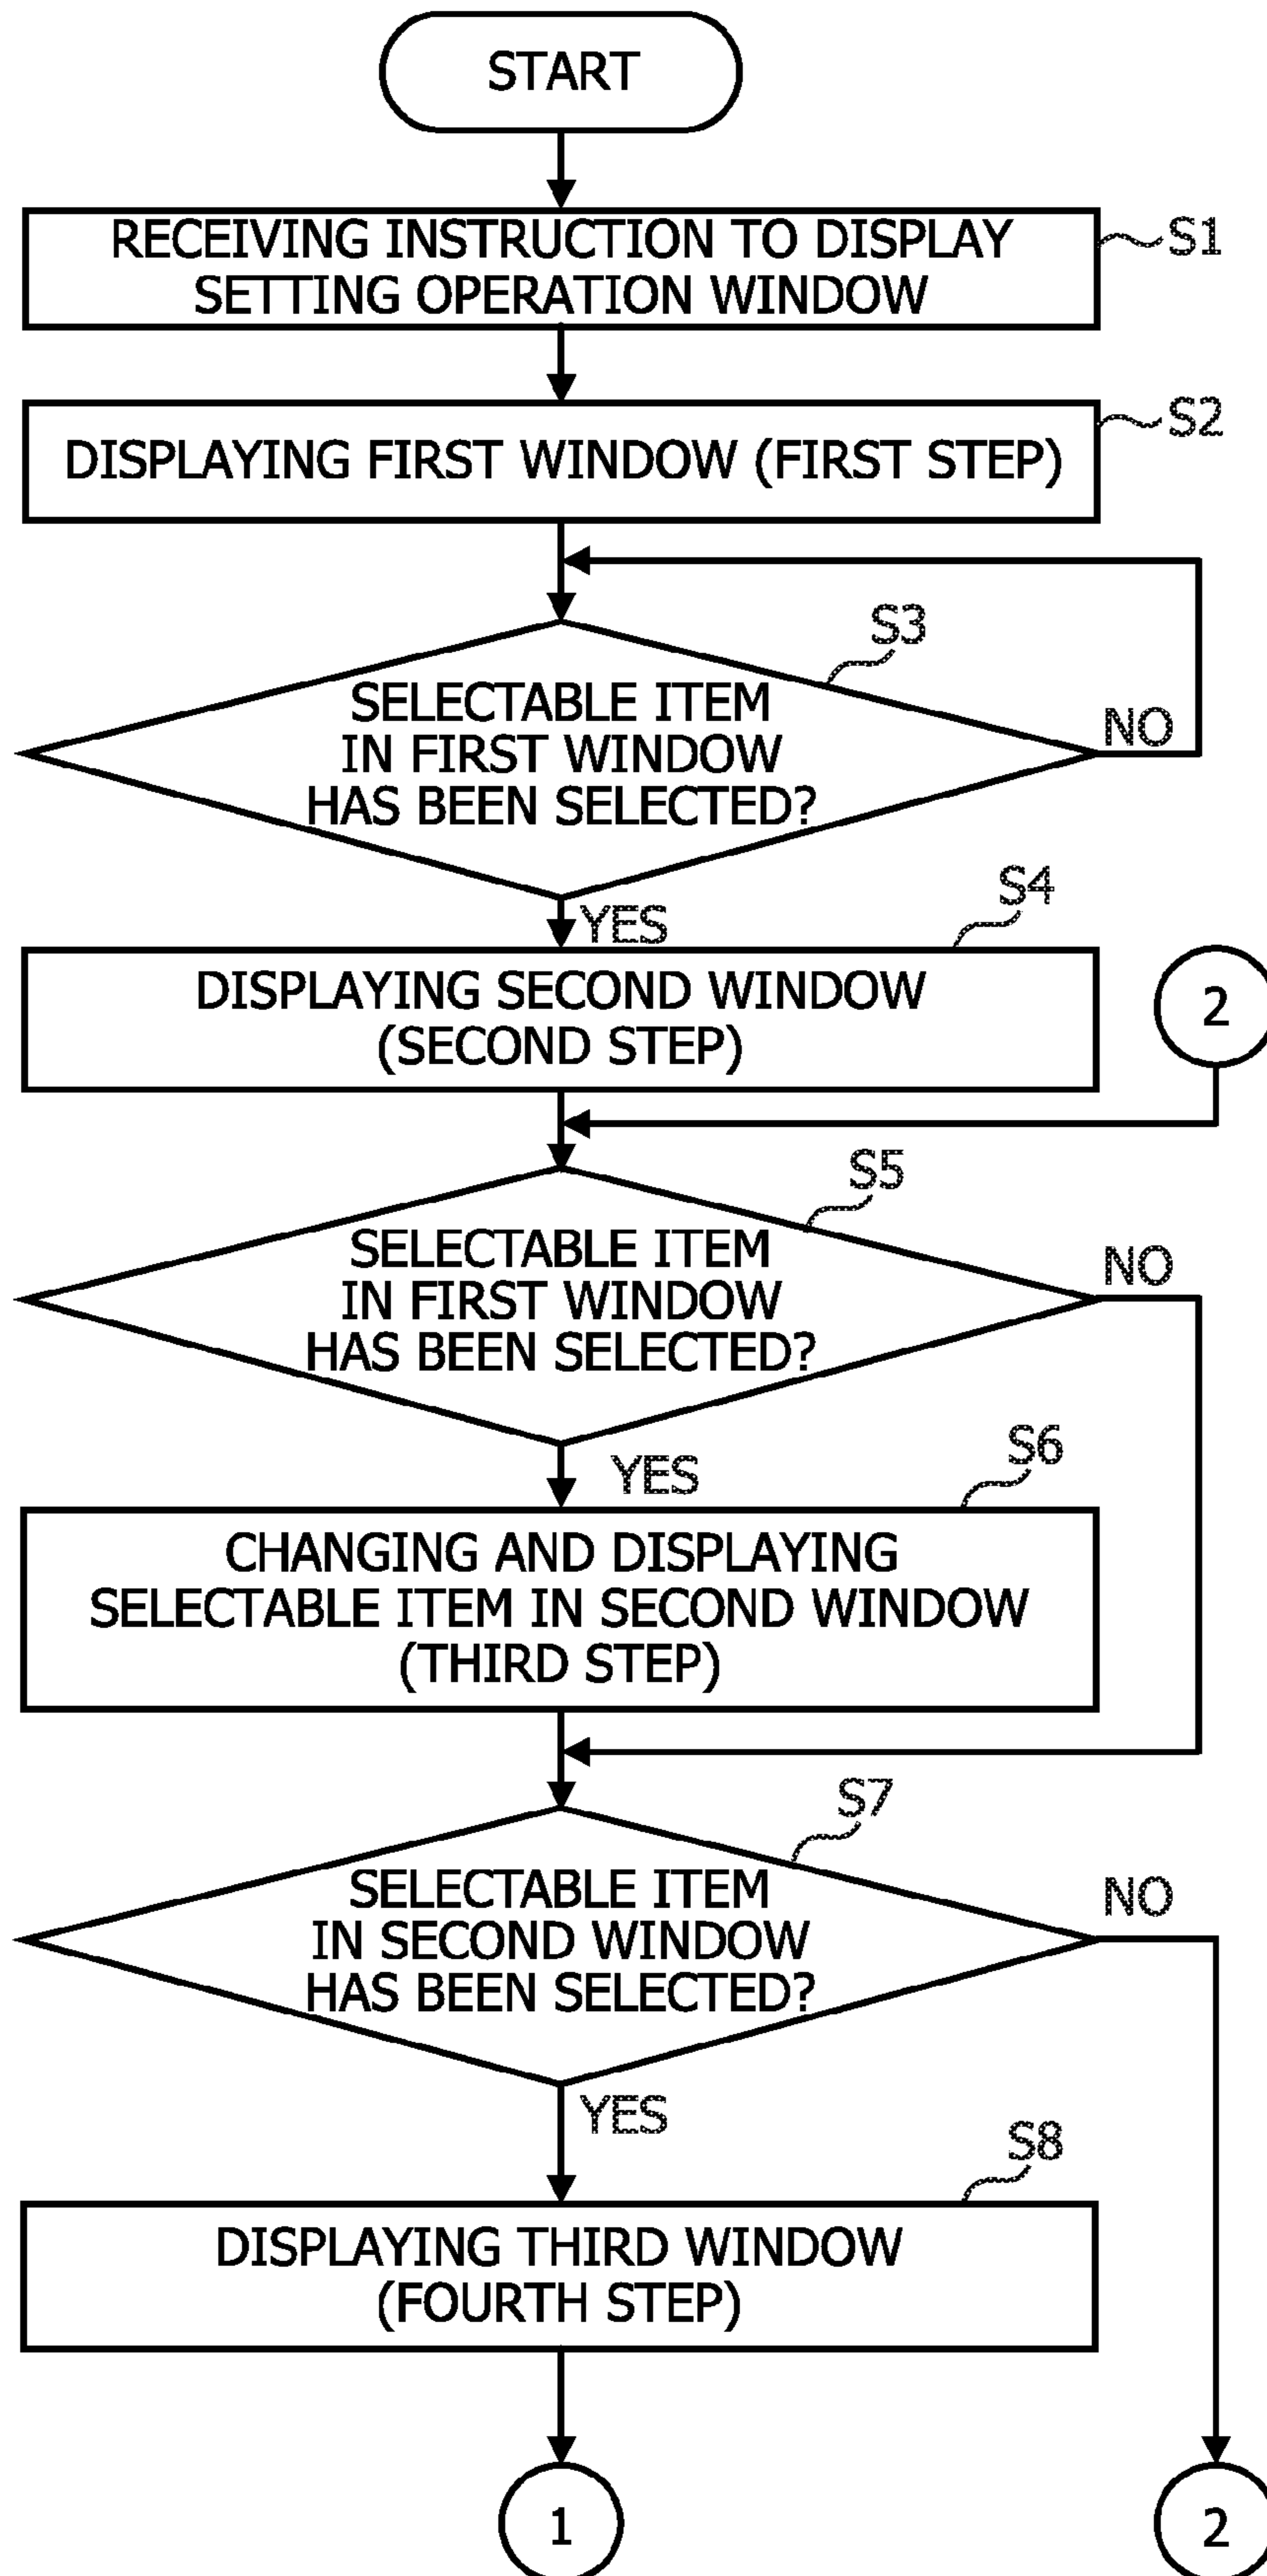 START
RECEIVING INSTRUCTION TO DISPLAY
SETTING OPERATION WINDOW
S1
DISPLAYING FIRST WINDOW (FIRST STEP)
S2
S3
SELECTABLE ITEM
IN FIRST WINDOW
HAS BEEN SELECTED?
NO
YES
S4
DISPLAYING SECOND WINDOW
(SECOND STEP)
2
S5
SELECTABLE ITEM
IN FIRST WINDOW
HAS BEEN SELECTED?
NO
YES
S6
CHANGING AND DISPLAYING
SELECTABLE ITEM IN SECOND WINDOW
(THIRD STEP)
S7
SELECTABLE ITEM
IN SECOND WINDOW
HAS BEEN SELECTED?
NO
YES
S8
DISPLAYING THIRD WINDOW
(FOURTH STEP)
1
2